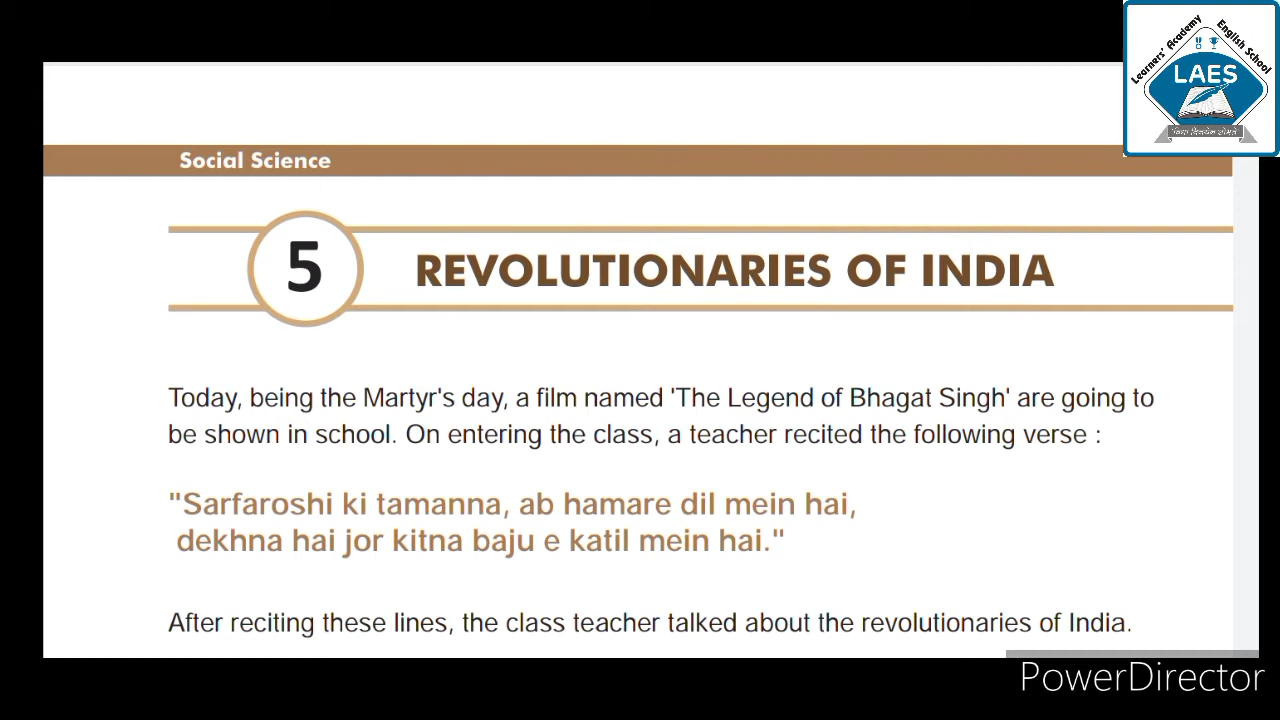 Learners' Academy English School
LAES
Social Science
5
REVOLUTIONARIES OF INDIA
Today, being the Martyr's day, a film named 'The Legend of Bhagat Singh' are going to
be shown in school. On entering the class, a teacher recited the following verse :
"Sarfaroshi ki tamanna, ab hamare dil mein hai,
dekhna hai jor kitna baju e katil mein hai."
After reciting these lines, the class teacher talked about the revolutionaries of India.
PowerDirector